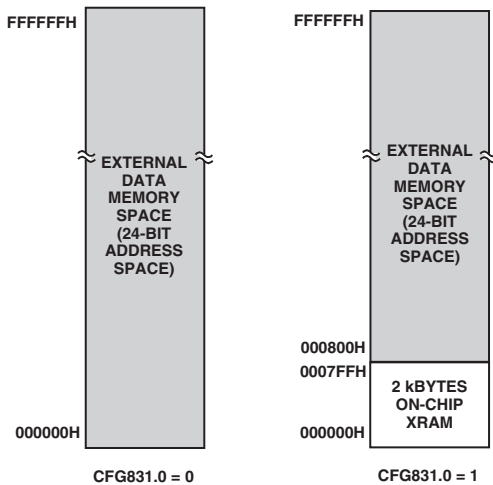 FFFFFFH
EXTERNAL
DATA
MEMORY
SPACE
(24-BIT
ADDRESS
SPACE)
000000H
CFG831.0 = 0
FFFFFFH
EXTERNAL
DATA
MEMORY
SPACE
(24-BIT
ADDRESS
SPACE)
000800H
0007FFH
2 kBYTES
ON-CHIP
XRAM
000000H
CFG831.0 = 1